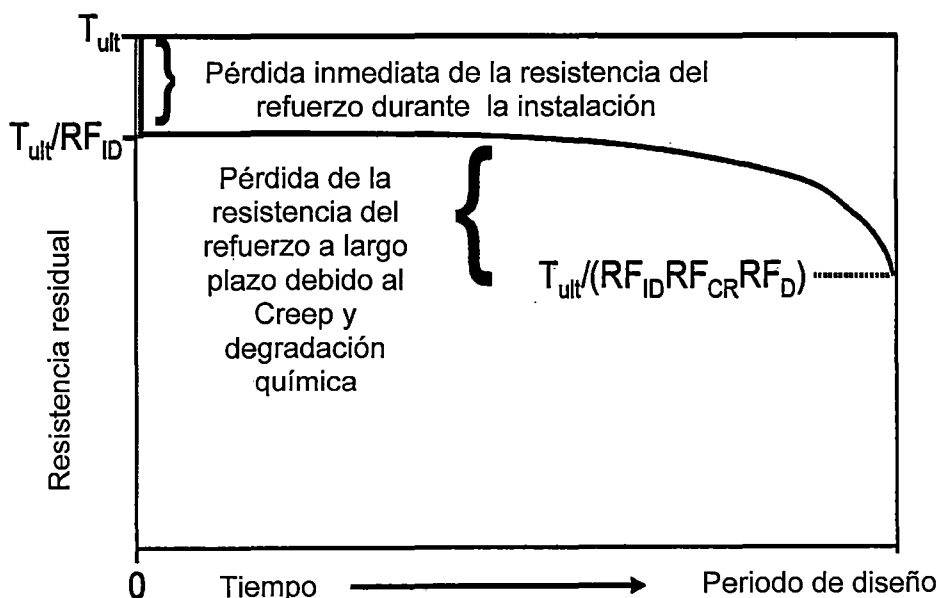 T_ult
Pérdida inmediata de la resistencia del
refuerzo durante la instalación
T_ult/RF_ID
Pérdida de la
resistencia del
refuerzo a largo
plazo debido al
Creep y
degradación
química
T_ult/(RF_ID RF_CR RF_D)
Resistencia residual
0
Tiempo
Periodo de diseño